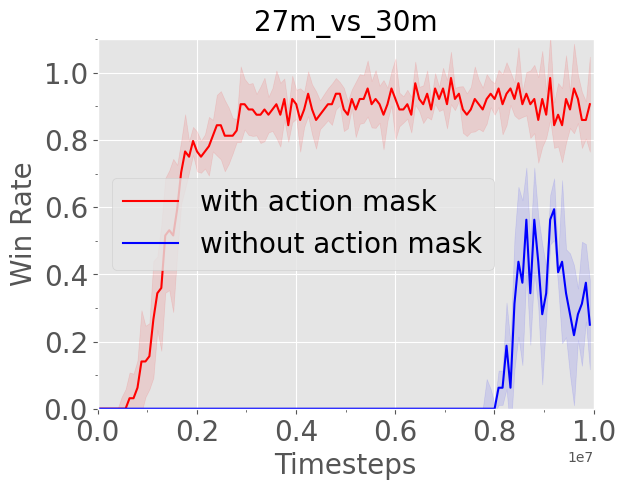 27m_vs_30m
Win Rate
1.0
0.8
0.6
0.4
0.2
0.0
with action mask
without action mask
0.0 0.2 0.4 0.6 0.8 1.0
1e7
Timesteps